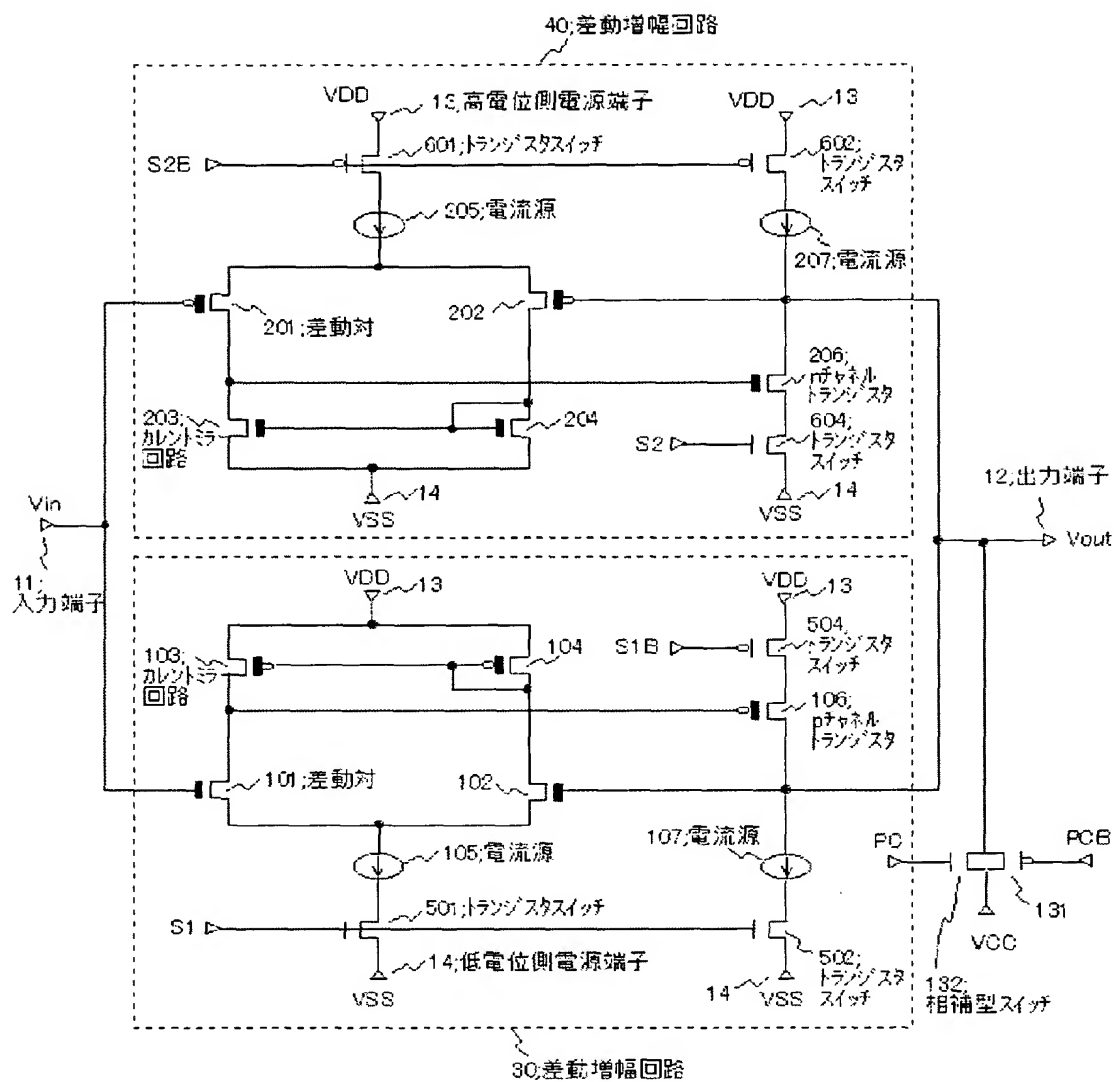 40;差動増幅回路
VDD
13,高電位側電源端子
VDD
13
S2B
601;トランジスタスイッチ
602;
トランジスタ
スイッチ
205;電流源
207;電流源
201;差動対
202
206;
nチャネル
トランジスタ
203;
カレントミラ
回路
204
S2
604;
トランジスタ
スイッチ
14
VSS
14
VSS
12;出力端子
Vin
Vout
11;
入力端子
VDD
13
VDD
13
103;
カレントミラ
回路
104
S1B
504;
トランジスタ
スイッチ
106;
pチャネル
トランジスタ
101;差動対
102
105;電流源
107;電流源
PC
PCB
131
VCC
S1
501;トランジスタスイッチ
502;
トランジスタ
スイッチ
14;低電位側電源端子
VSS
14
VSS
132;
相補型スイッチ
30;差動増幅回路